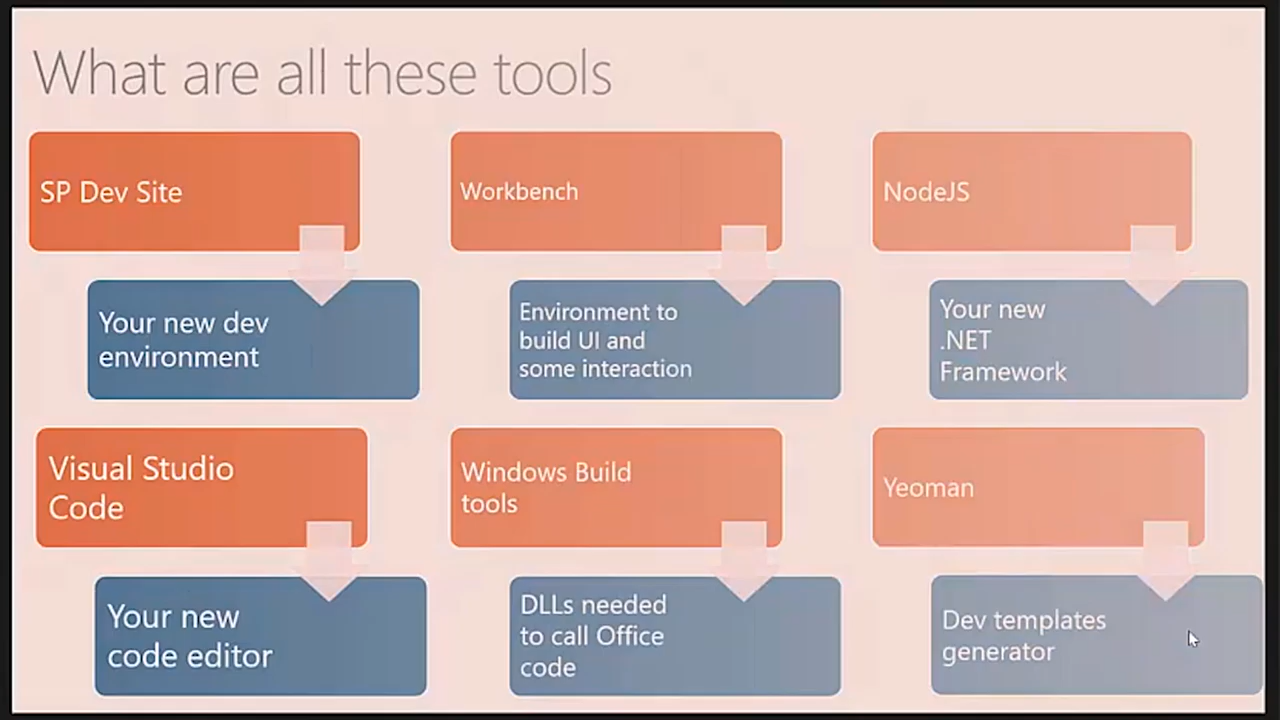 What are all these tools
SP Dev Site
Your new dev
environment
Workbench
Environment to
build UI and
some interaction
NodeJS
Your new
.NET
Framework
Visual Studio
Code
Your new
code editor
Windows Build
tools
DLLs needed
to call Office
code
Yeoman
Dev templates
generator